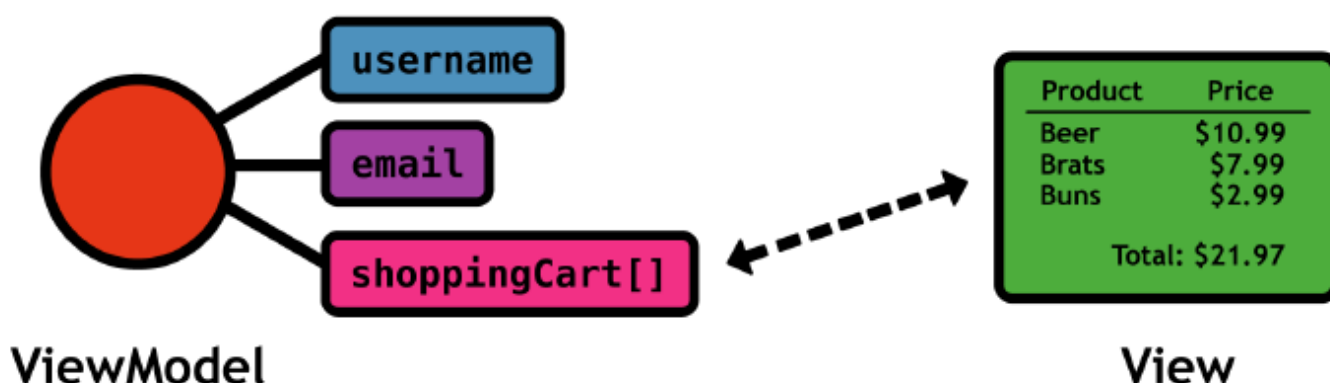 username
email
shoppingCart[]
ViewModel
Product Price
Beer $10.99
Brats $7.99
Buns $2.99
Total: $21.97
View